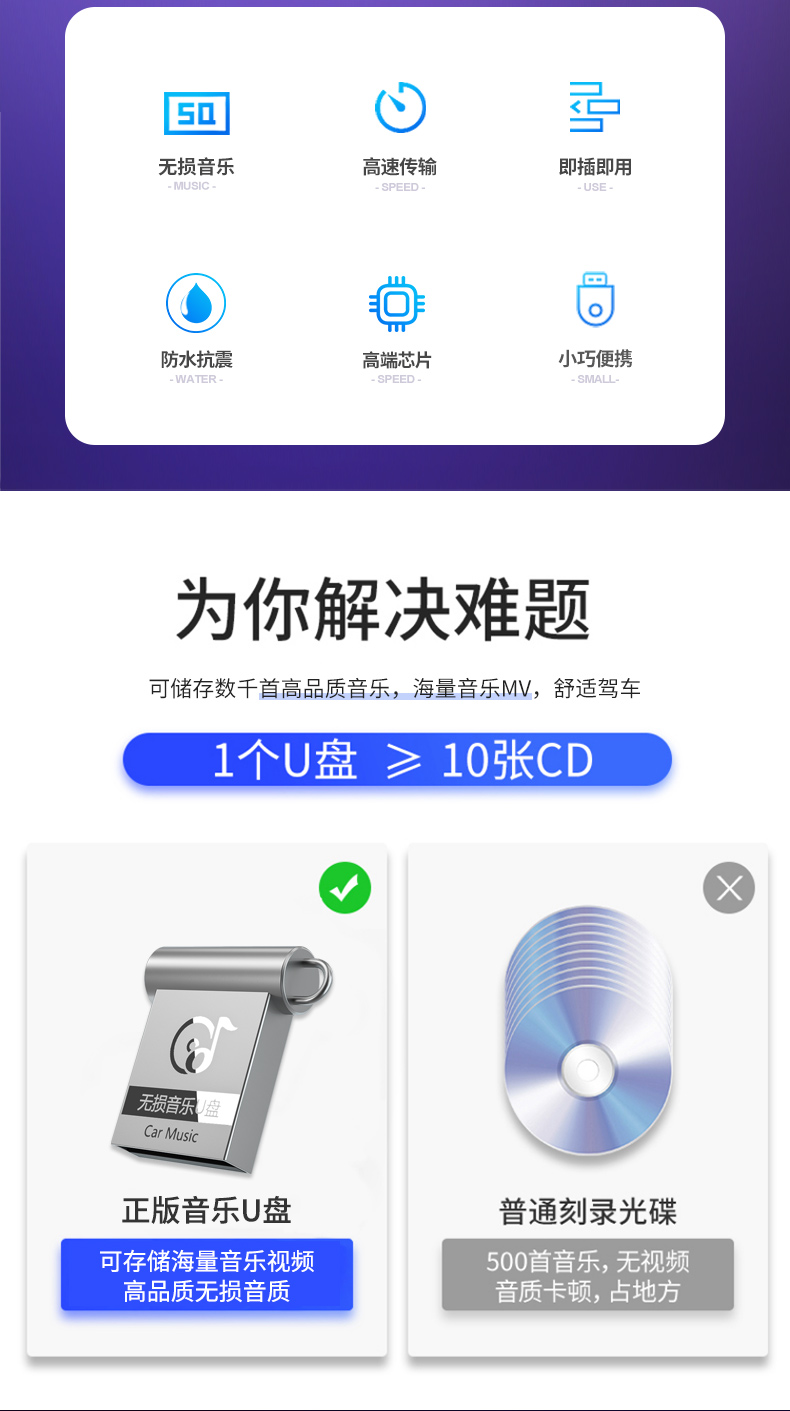 SQ
无损音乐
- MUSIC -
高速传输
- SPEED -
即插即用
- USE -
防水抗震
- WATER -
高端芯片
- SPEED -
小巧便携
- SMALL-
为你解决难题
可储存数千首高品质音乐，海量音乐MV，舒适驾车
1个U盘 ⩾ 10张CD
无损音乐U盘
Car Music
正版音乐U盘
可存储海量音乐视频
高品质无损音质
普通刻录光碟
500首音乐，无视频
音质卡顿，占地方